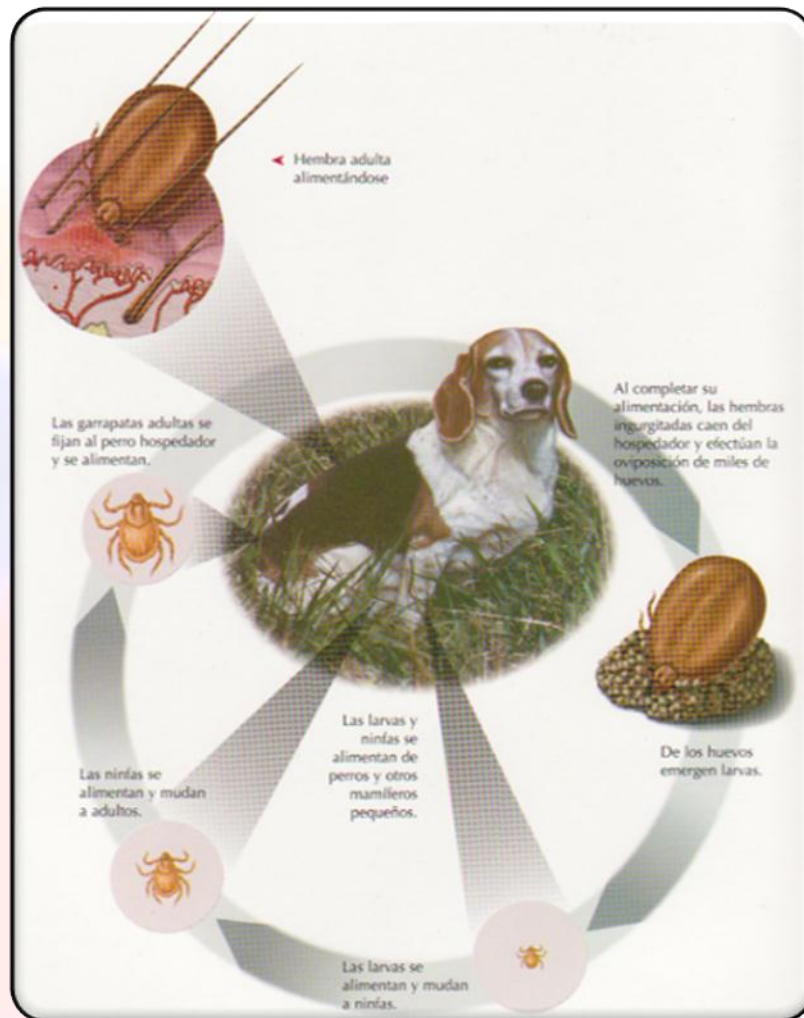 Hembra adulta
alimentándose
Al completar su
alimentación, las hembras
ingurgitadas caen del
hospedador y efectúan la
oviposición de miles de
huevos.
Las garrapatas adultas se
fijan al perro hospedador
y se alimentan.
De los huevos
emergen larvas.
Las larvas y
ninfas se
alimentan de
perros y otros
mamíferos
pequeños.
Las ninfas se
alimentan y mudan
a adultos.
Las larvas se
alimentan y mudan
a ninfas.